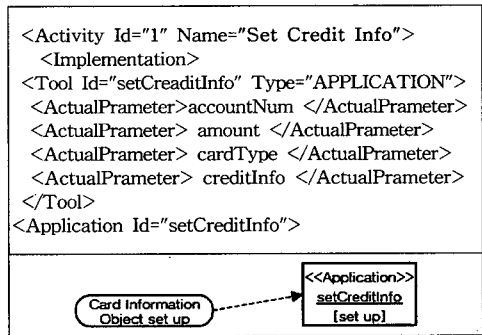 <Activity Id="1" Name="Set Credit Info">
<Implementation>
<Tool Id="setCreaditInfo" Type="APPLICATION">
<ActualPrameter>accountNum </ActualPrameter>
<ActualPrameter> amount </ActualPrameter>
<ActualPrameter> cardType </ActualPrameter>
<ActualPrameter> creditInfo </ActualPrameter>
</Tool>
<Application Id="setCreditInfo">
<<Application>>
setCreditInfo
[set up]
Card Information
Object set up